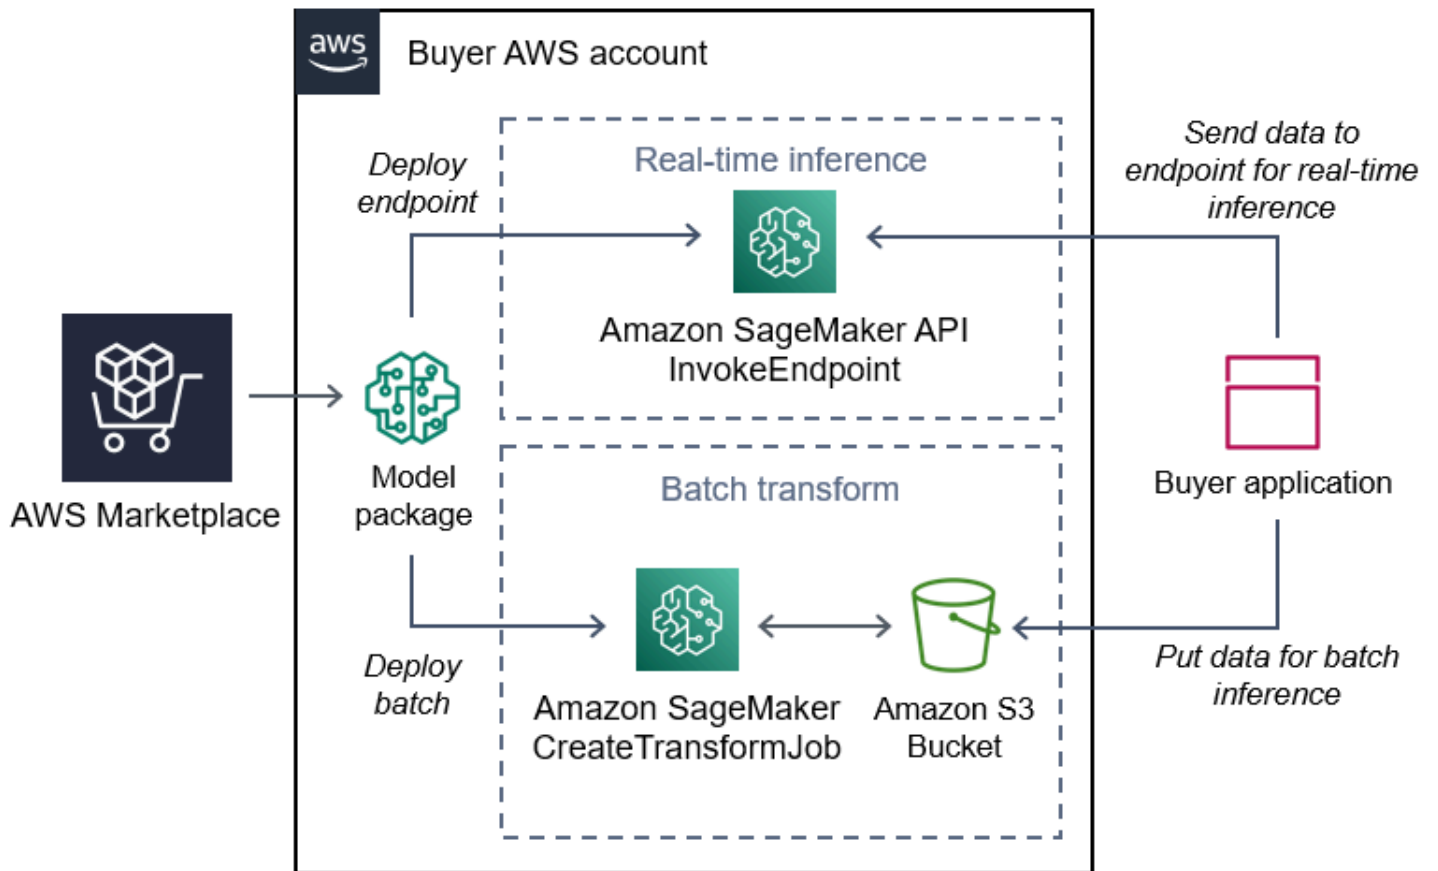 aws
Buyer AWS account
Deploy
endpoint
Real-time inference
Amazon SageMaker API
InvokeEndpoint
Send data to
endpoint for real-time
inference
AWS Marketplace
Model
package
Buyer application
Batch transform
Deploy
batch
Amazon SageMaker
CreateTransformJob
Amazon S3
Bucket
Put data for batch
inference